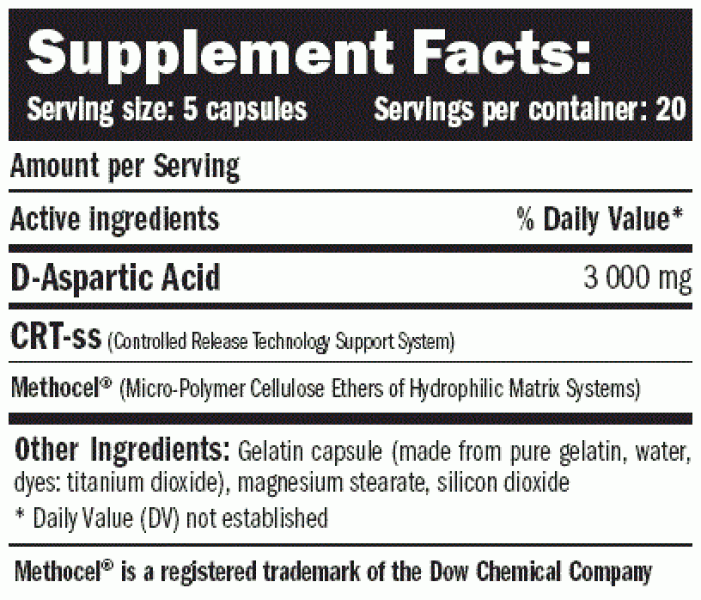 Supplement Facts:
Serving size: 5 capsules Servings per container: 20
Amount per Serving
Active ingredients % Daily Value*
D-Aspartic Acid 3 000 mg
CRT-ss (Controlled Release Technology Support System)
Methocel® (Micro-Polymer Cellulose Ethers of Hydrophilic Matrix Systems)
Other Ingredients: Gelatin capsule (made from pure gelatin, water,
dyes: titanium dioxide), magnesium stearate, silicon dioxide
* Daily Value (DV) not established
Methocel® is a registered trademark of the Dow Chemical Company